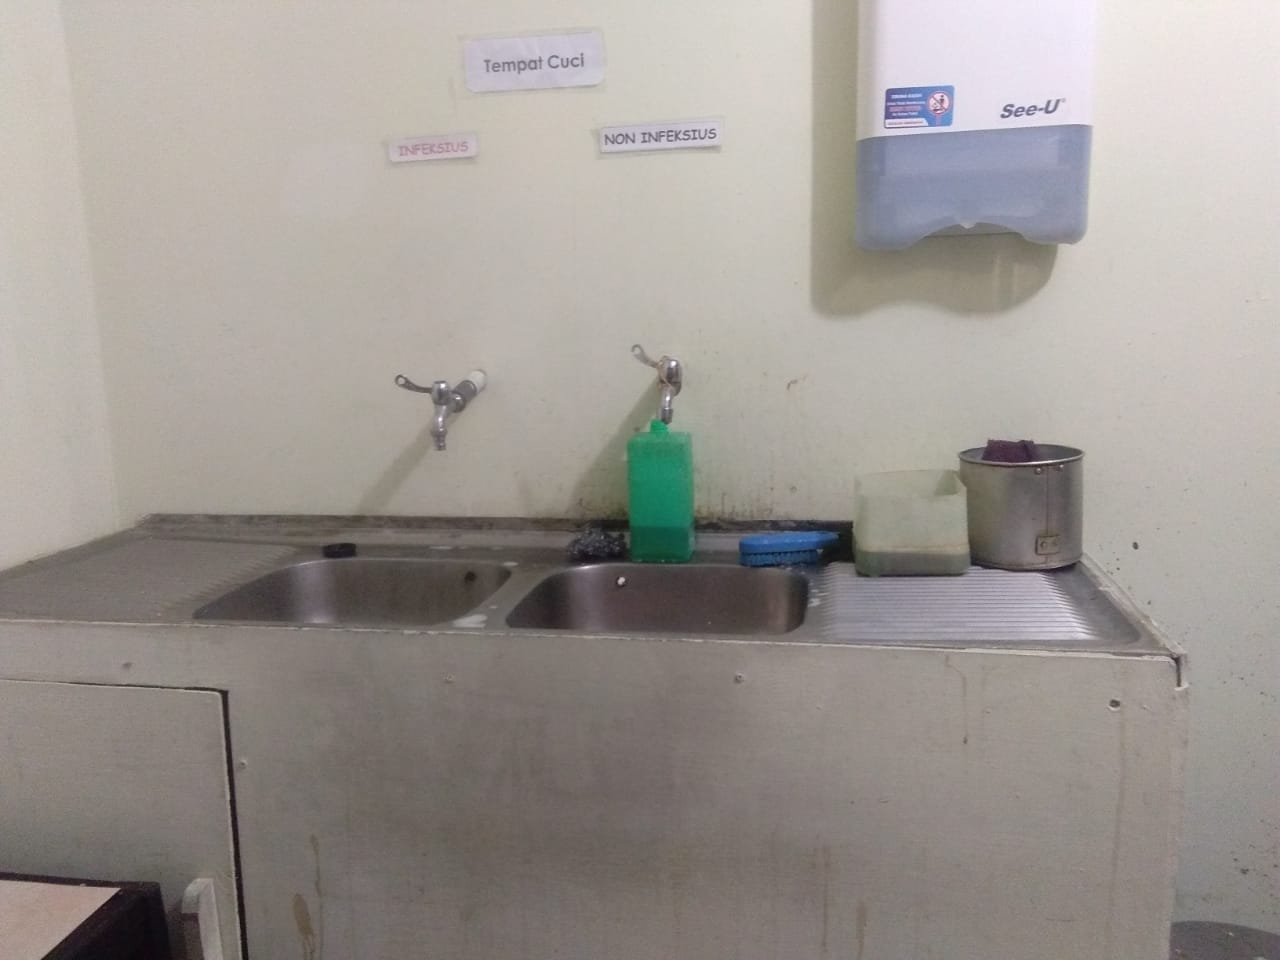 Tempat Cuci
INFEKSIUS
NON INFEKSIUS
See-U